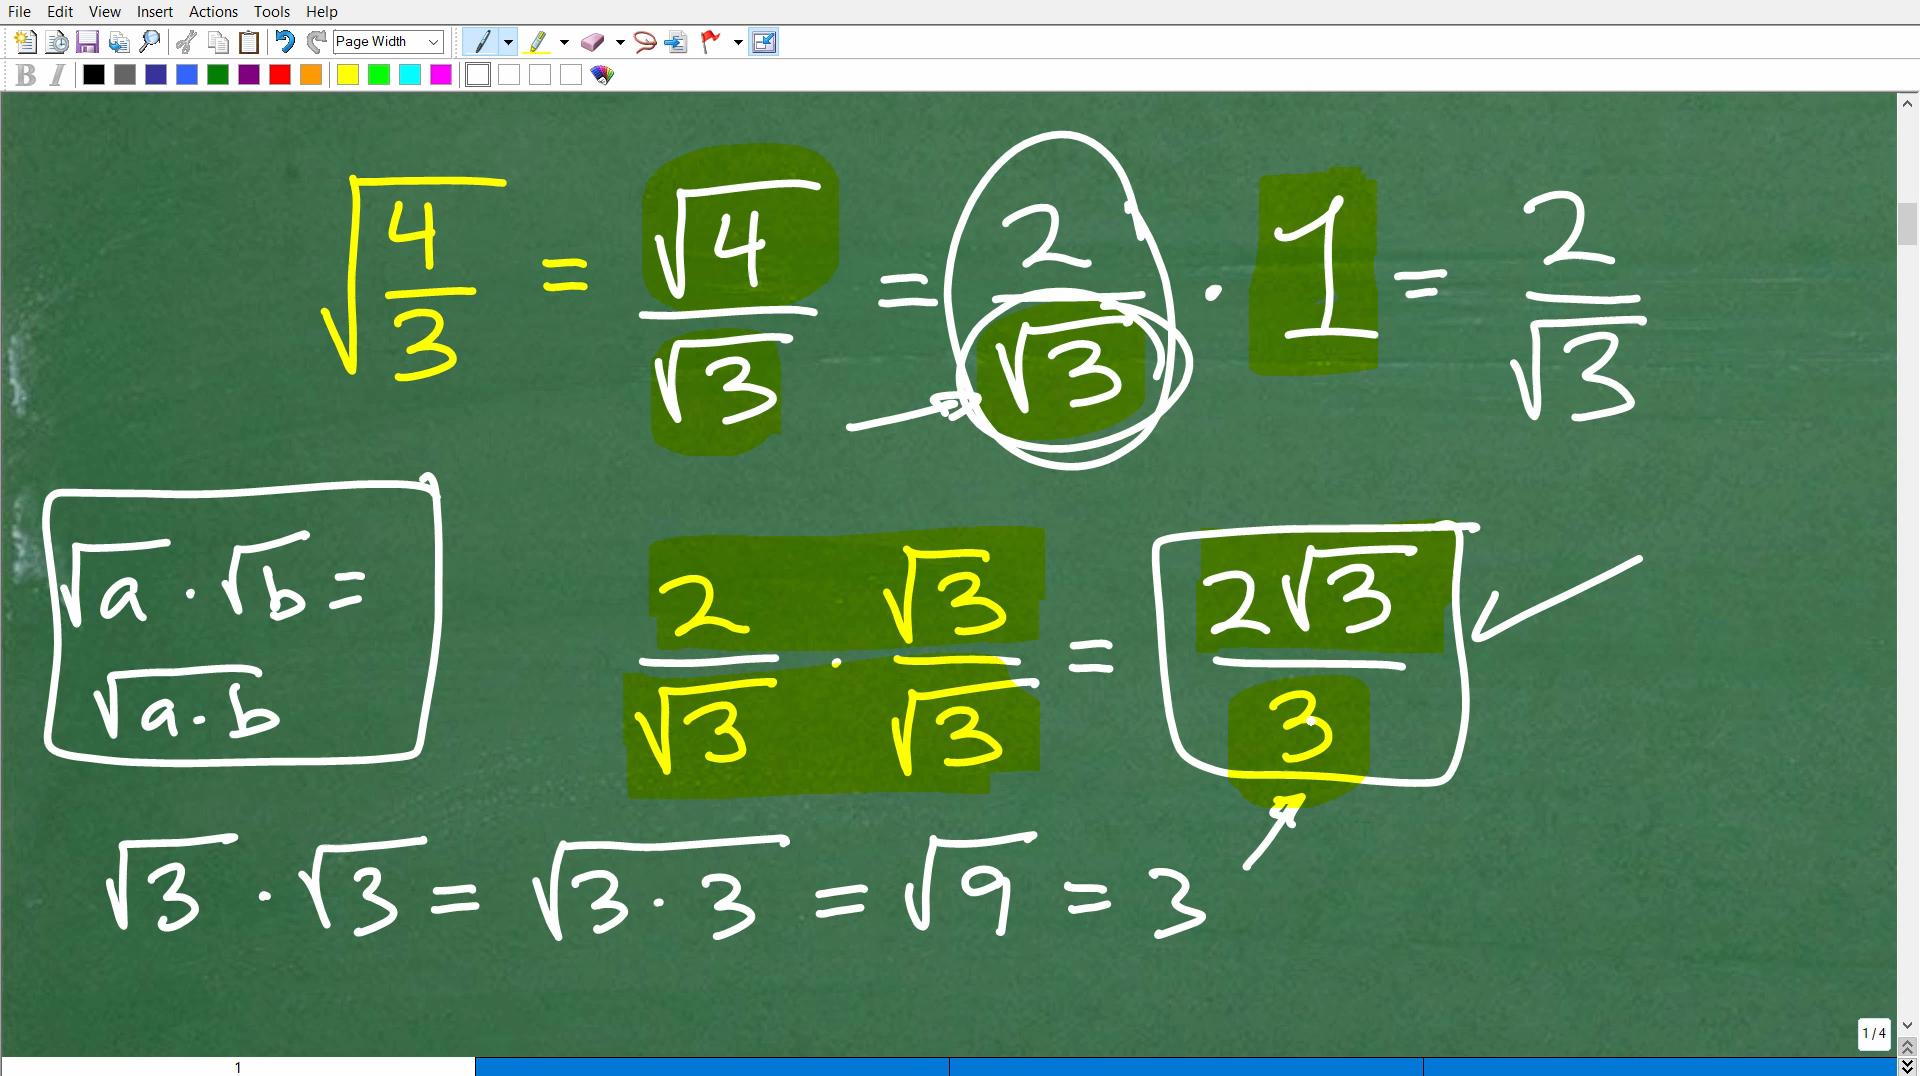 File Edit View Insert Actions Tools Help
Page Width
B I
√(4/3) = √4/√3 = 2/√3 · 1 = 2/√3
√a · √b =
√a·b
2/√3 · √3/√3 = 2√3/3
√3 · √3 = √3·3 = √9 = 3
1/4
1